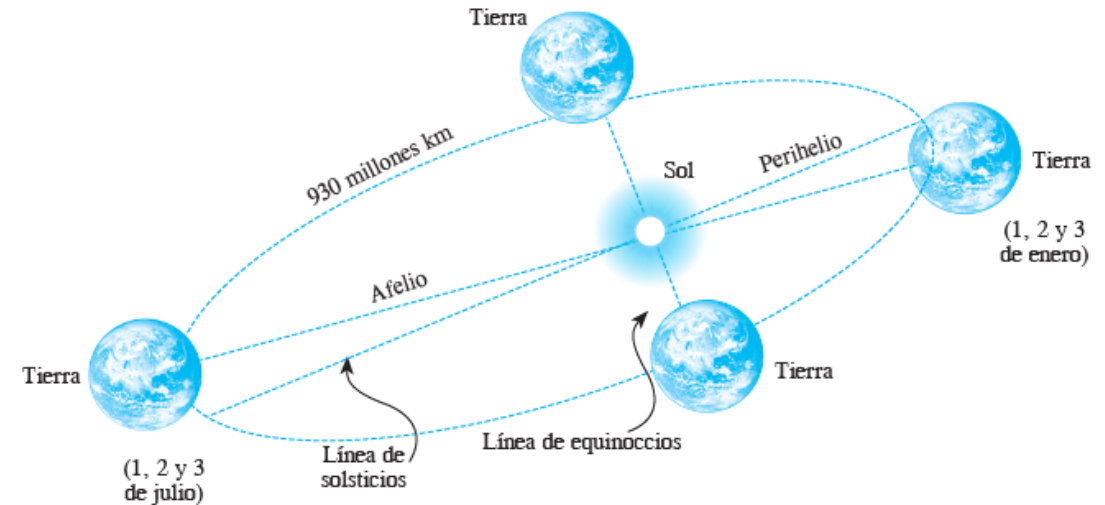 Tierra
930 millones km
Sol
Perihelio
Tierra
(1, 2 y 3
de enero)
Afelio
Tierra
Tierra
Línea de equinoccios
Línea de
solsticios
(1, 2 y 3
de julio)